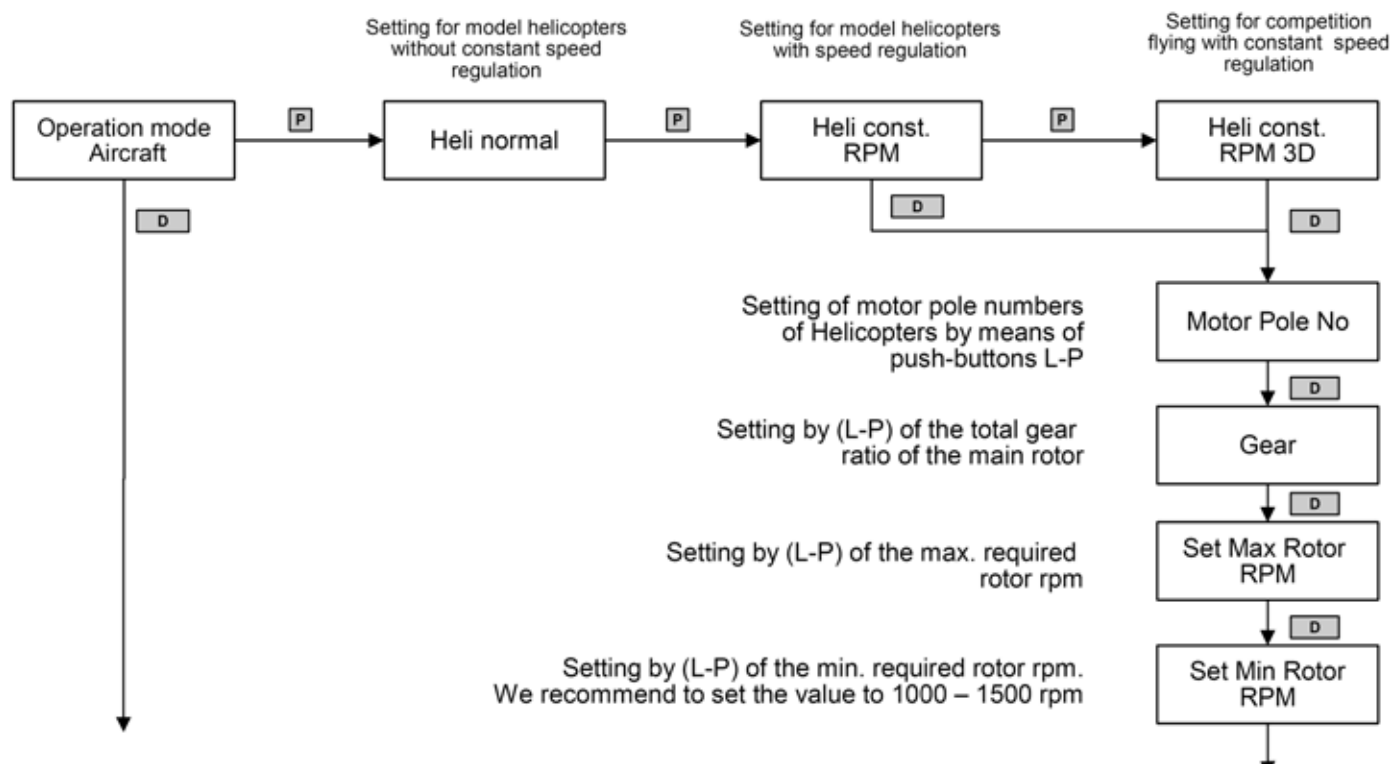 Setting for model helicopters
without constant speed
regulation
Setting for model helicopters
with speed regulation
Setting for competition
flying with constant speed
regulation
Operation mode
Aircraft
P
Heli normal
P
Heli const.
RPM
P
Heli const.
RPM 3D
D
D
D
Setting of motor pole numbers
of Helicopters by means of
push-buttons L-P
Motor Pole No
D
Setting by (L-P) of the total gear
ratio of the main rotor
Gear
D
Setting by (L-P) of the max. required
rotor rpm
Set Max Rotor
RPM
D
Setting by (L-P) of the min. required rotor rpm.
We recommend to set the value to 1000 – 1500 rpm
Set Min Rotor
RPM